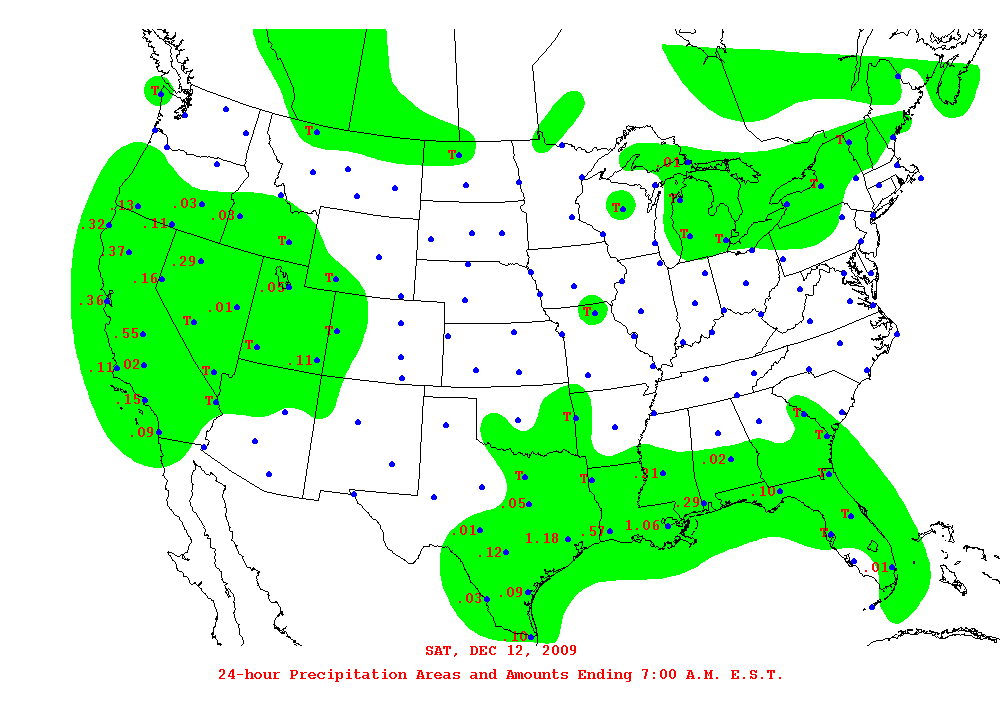 T
T
T
.01
T
T
T
.13
.03
.03
.32
.11
T
T
T
T
T
.37
.29
.16
.05
T
.36
.01
T
T
T
.55
T
.11
.02
.11
T
.15
T
T
T
.09
T
.02
.21
T
T
T
.10
.05
.29
T
.01
1.18
.57
1.06
T
.12
.01
.03
.09
.10
SAT, DEC 12, 2009
24-hour Precipitation Areas and Amounts Ending 7:00 A.M. E.S.T.